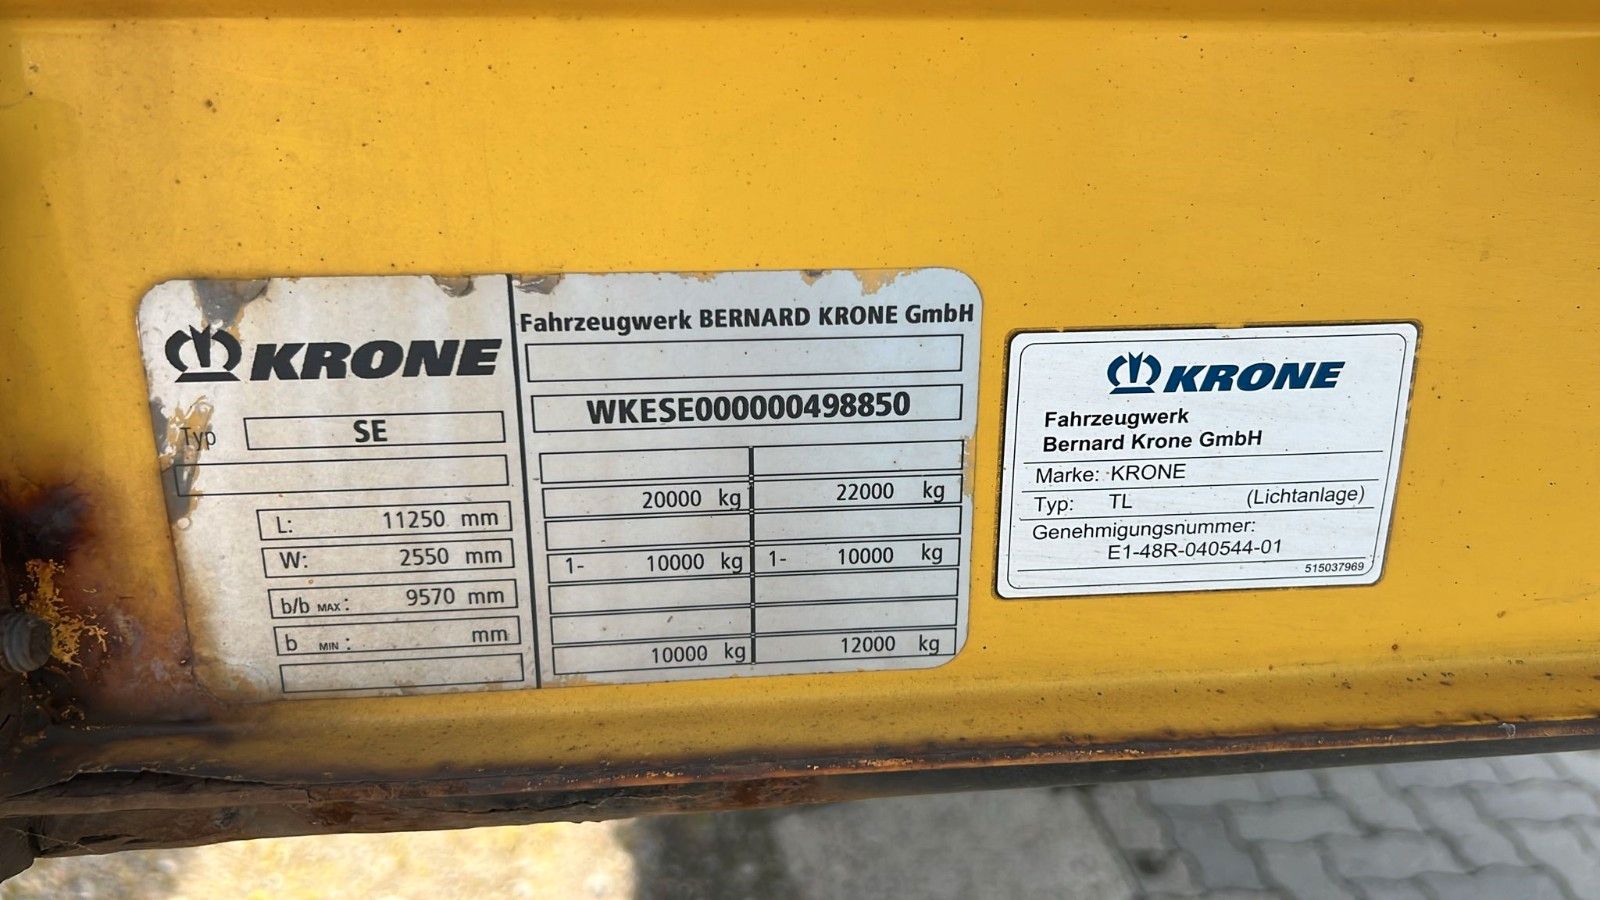 KRONE
Typ SE
L: 11250 mm
W: 2550 mm
b/b MAX: 9570 mm
b MIN: mm
Fahrzeugwerk BERNARD KRONE GmbH
WKESE000000498850
20000 kg 22000 kg
1- 10000 kg 1- 10000 kg
10000 kg 12000 kg
KRONE
Fahrzeugwerk
Bernard Krone GmbH
Marke: KRONE
Typ: TL (Lichtanlage)
Genehmigungsnummer:
E1-48R-040544-01
515037969